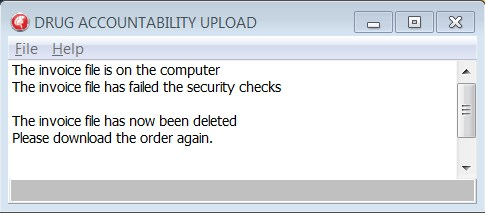 DRUG ACCOUNTABILITY UPLOAD
File Help
The invoice file is on the computer
The invoice file has failed the security checks
The invoice file has now been deleted
Please download the order again.